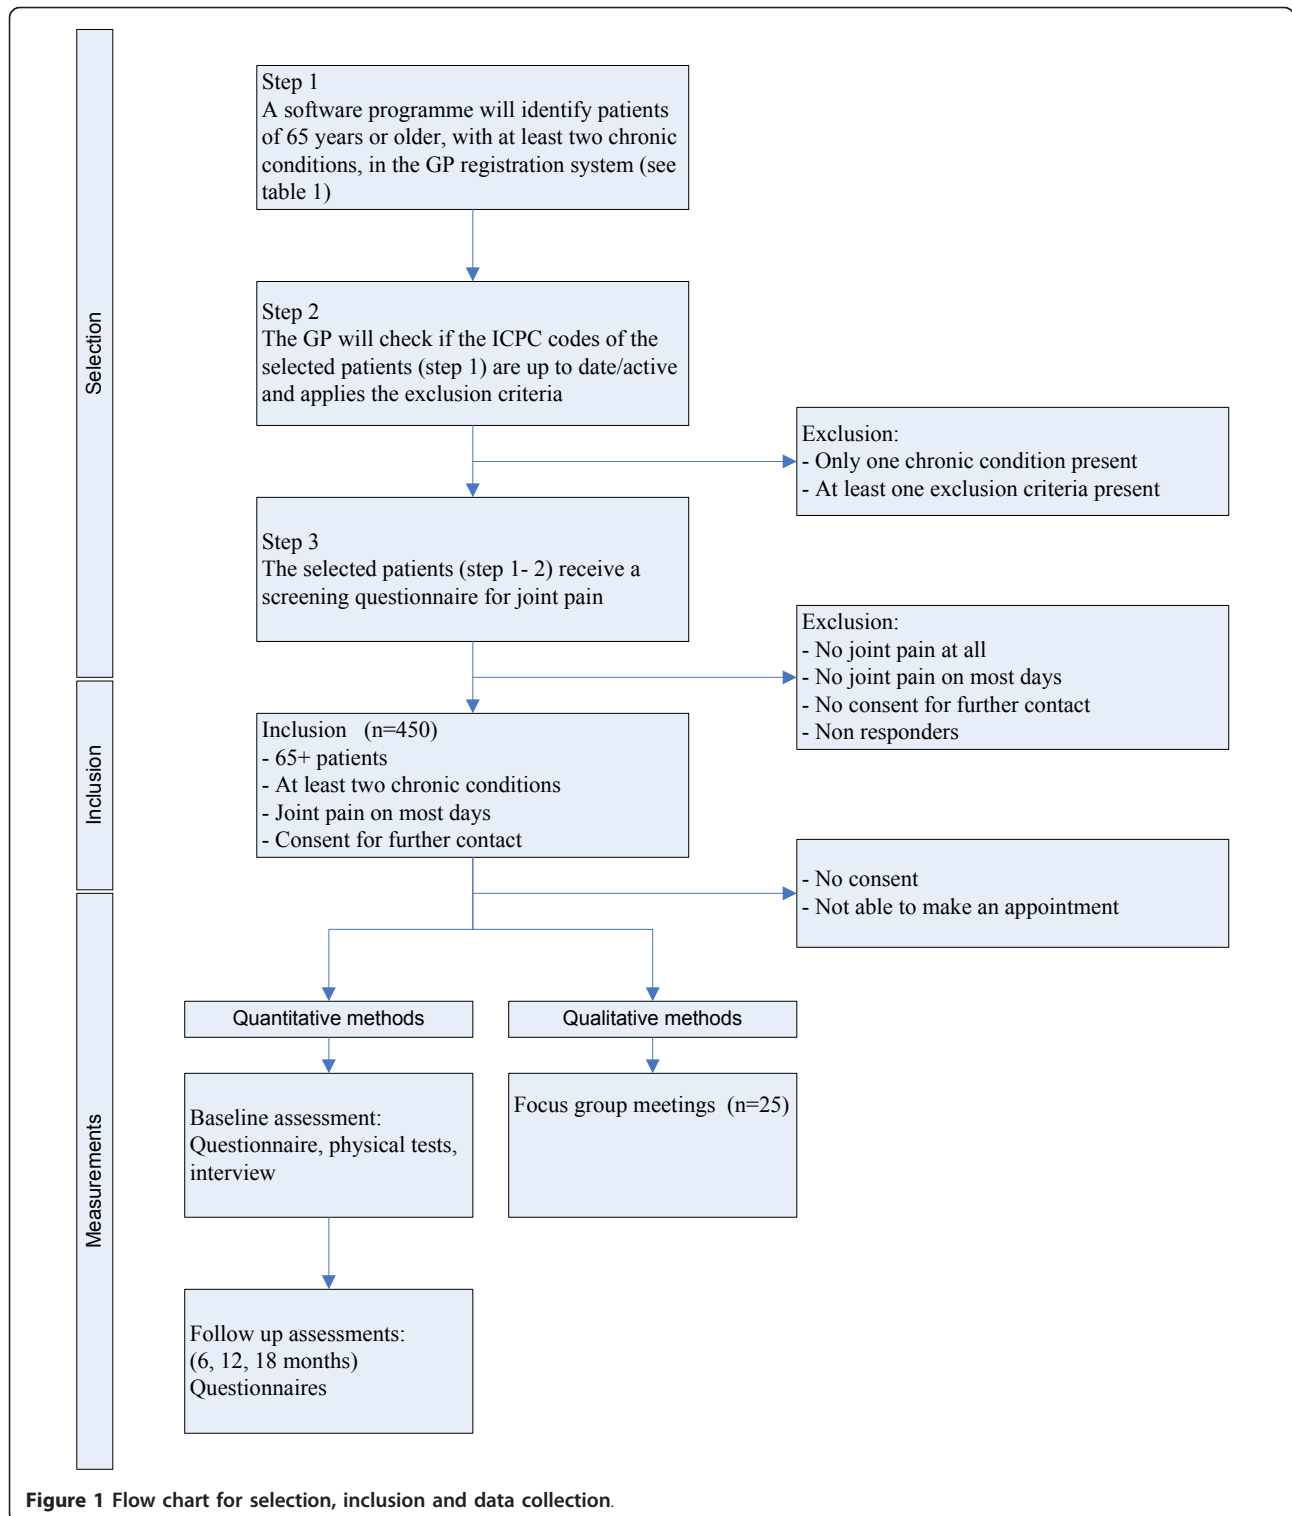 Selection
Step 1
A software programme will identify patients
of 65 years or older, with at least two chronic
conditions, in the GP registration system (see
table 1)
Step 2
The GP will check if the ICPC codes of the
selected patients (step 1) are up to date/active
and applies the exclusion criteria
Exclusion:
- Only one chronic condition present
- At least one exclusion criteria present
Step 3
The selected patients (step 1- 2) receive a
screening questionnaire for joint pain
Exclusion:
- No joint pain at all
- No joint pain on most days
- No consent for further contact
- Non responders
Inclusion
Inclusion (n=450)
- 65+ patients
- At least two chronic conditions
- Joint pain on most days
- Consent for further contact
- No consent
- Not able to make an appointment
Measurements
Quantitative methods
Qualitative methods
Baseline assessment:
Questionnaire, physical tests,
interview
Focus group meetings (n=25)
Follow up assessments:
(6, 12, 18 months)
Questionnaires
Figure 1 Flow chart for selection, inclusion and data collection.